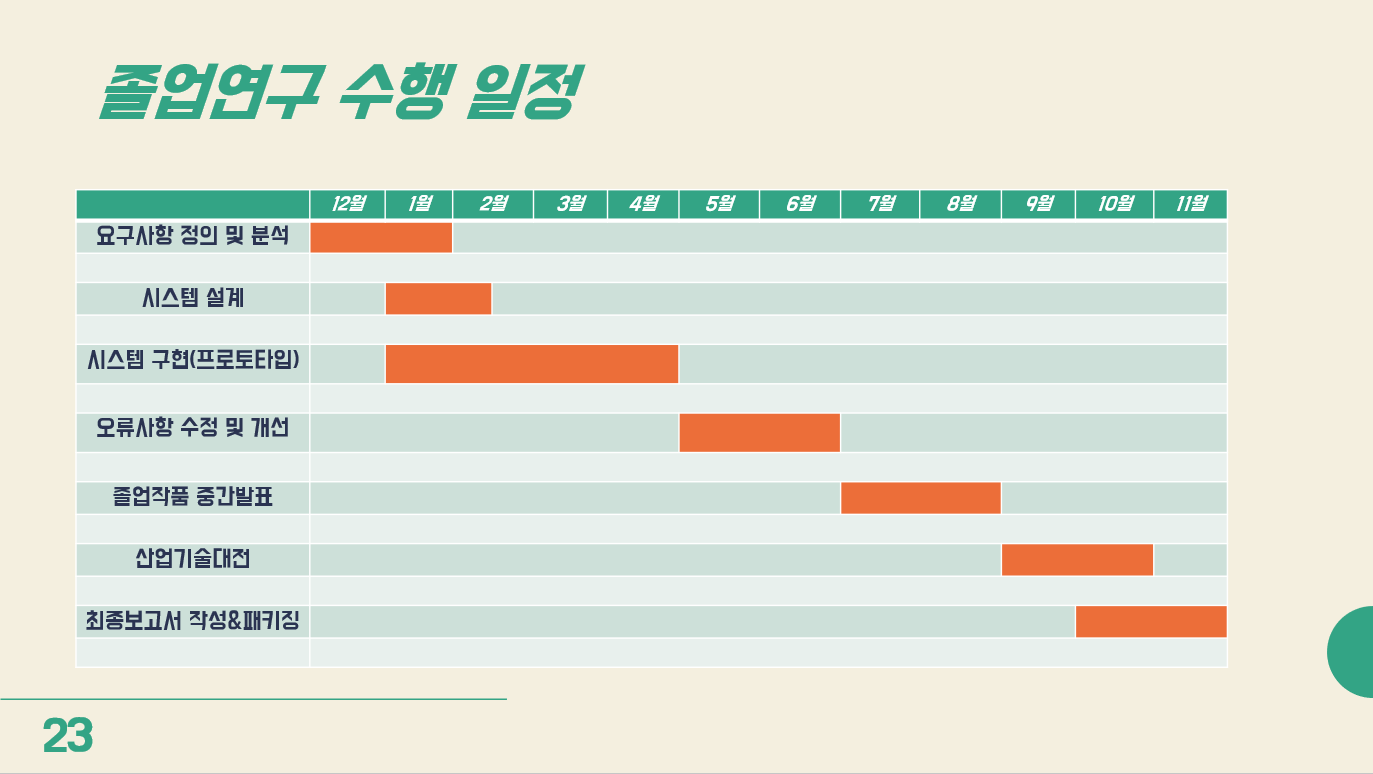 졸업연구 수행 일정
12월 1월 2월 3월 4월 5월 6월 7월 8월 9월 10월 11월
요구사항 정의 및 분석
시스템 설계
시스템 구현(프로토타입)
오류사항 수정 및 개선
졸업작품 중간발표
산업기술대전
최종보고서 작성&패키징
23